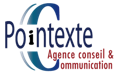 Pointexte
Agence conseil &
Communication